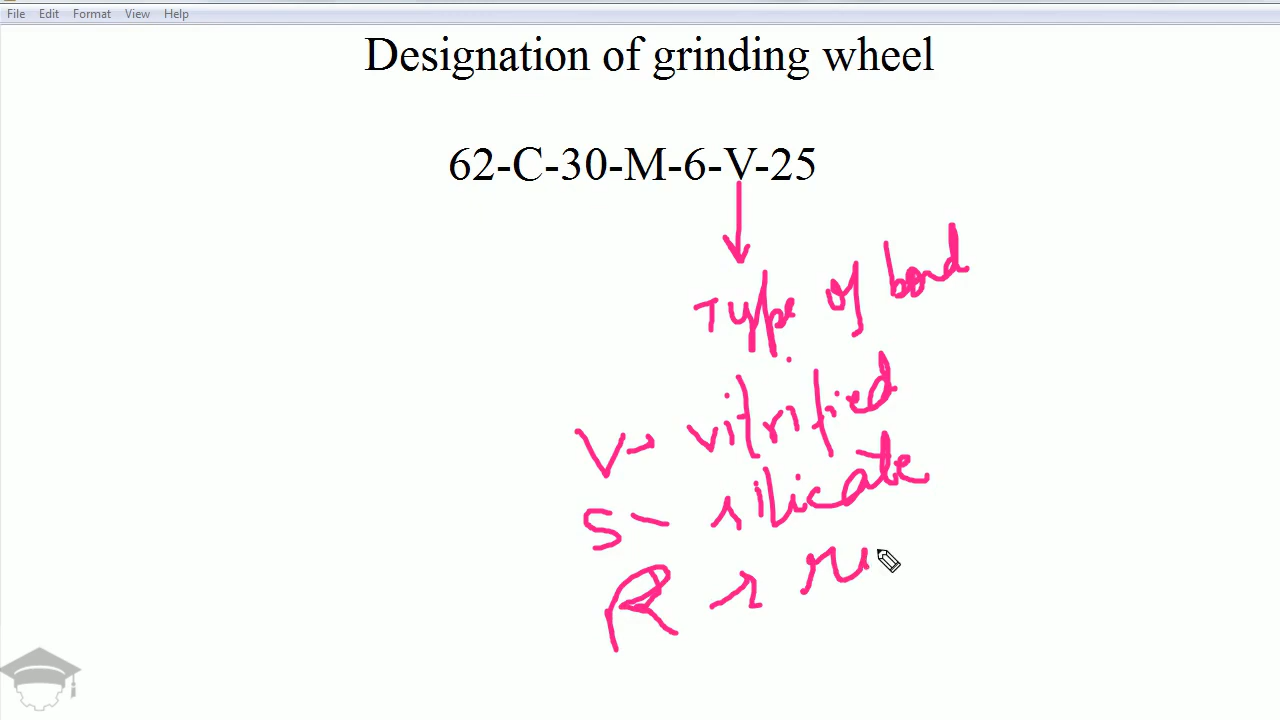 File Edit Format View Help
Designation of grinding wheel
62-C-30-M-6-V-25
Type of bond
V → vitrified
S - silicate
R → ru